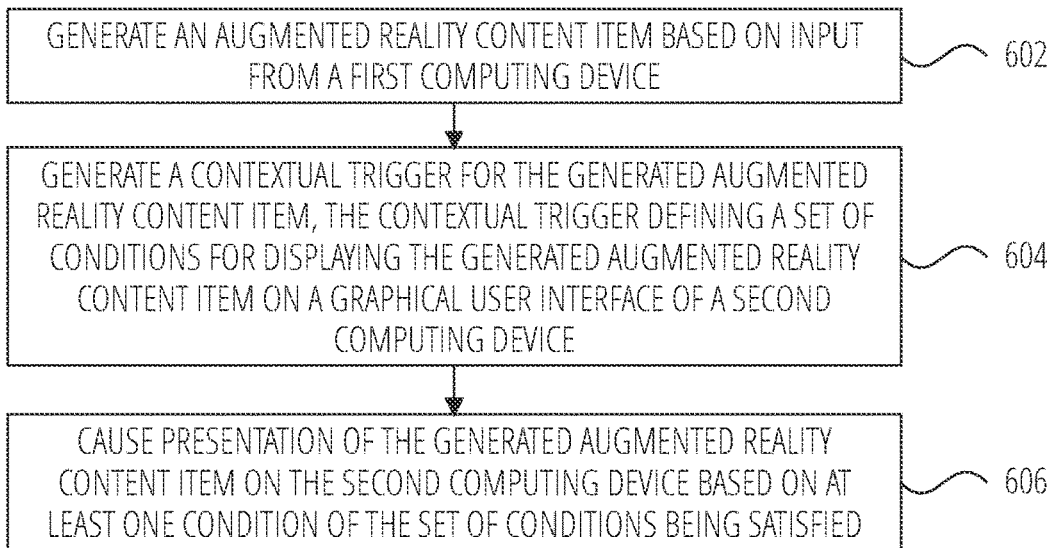 GENERATE AN AUGMENTED REALITY CONTENT ITEM BASED ON INPUT
FROM A FIRST COMPUTING DEVICE
602
GENERATE A CONTEXTUAL TRIGGER FOR THE GENERATED AUGMENTED
REALITY CONTENT ITEM, THE CONTEXTUAL TRIGGER DEFINING A SET OF
CONDITIONS FOR DISPLAYING THE GENERATED AUGMENTED REALITY
CONTENT ITEM ON A GRAPHICAL USER INTERFACE OF A SECOND
COMPUTING DEVICE
604
CAUSE PRESENTATION OF THE GENERATED AUGMENTED REALITY
CONTENT ITEM ON THE SECOND COMPUTING DEVICE BASED ON AT
LEAST ONE CONDITION OF THE SET OF CONDITIONS BEING SATISFIED
606